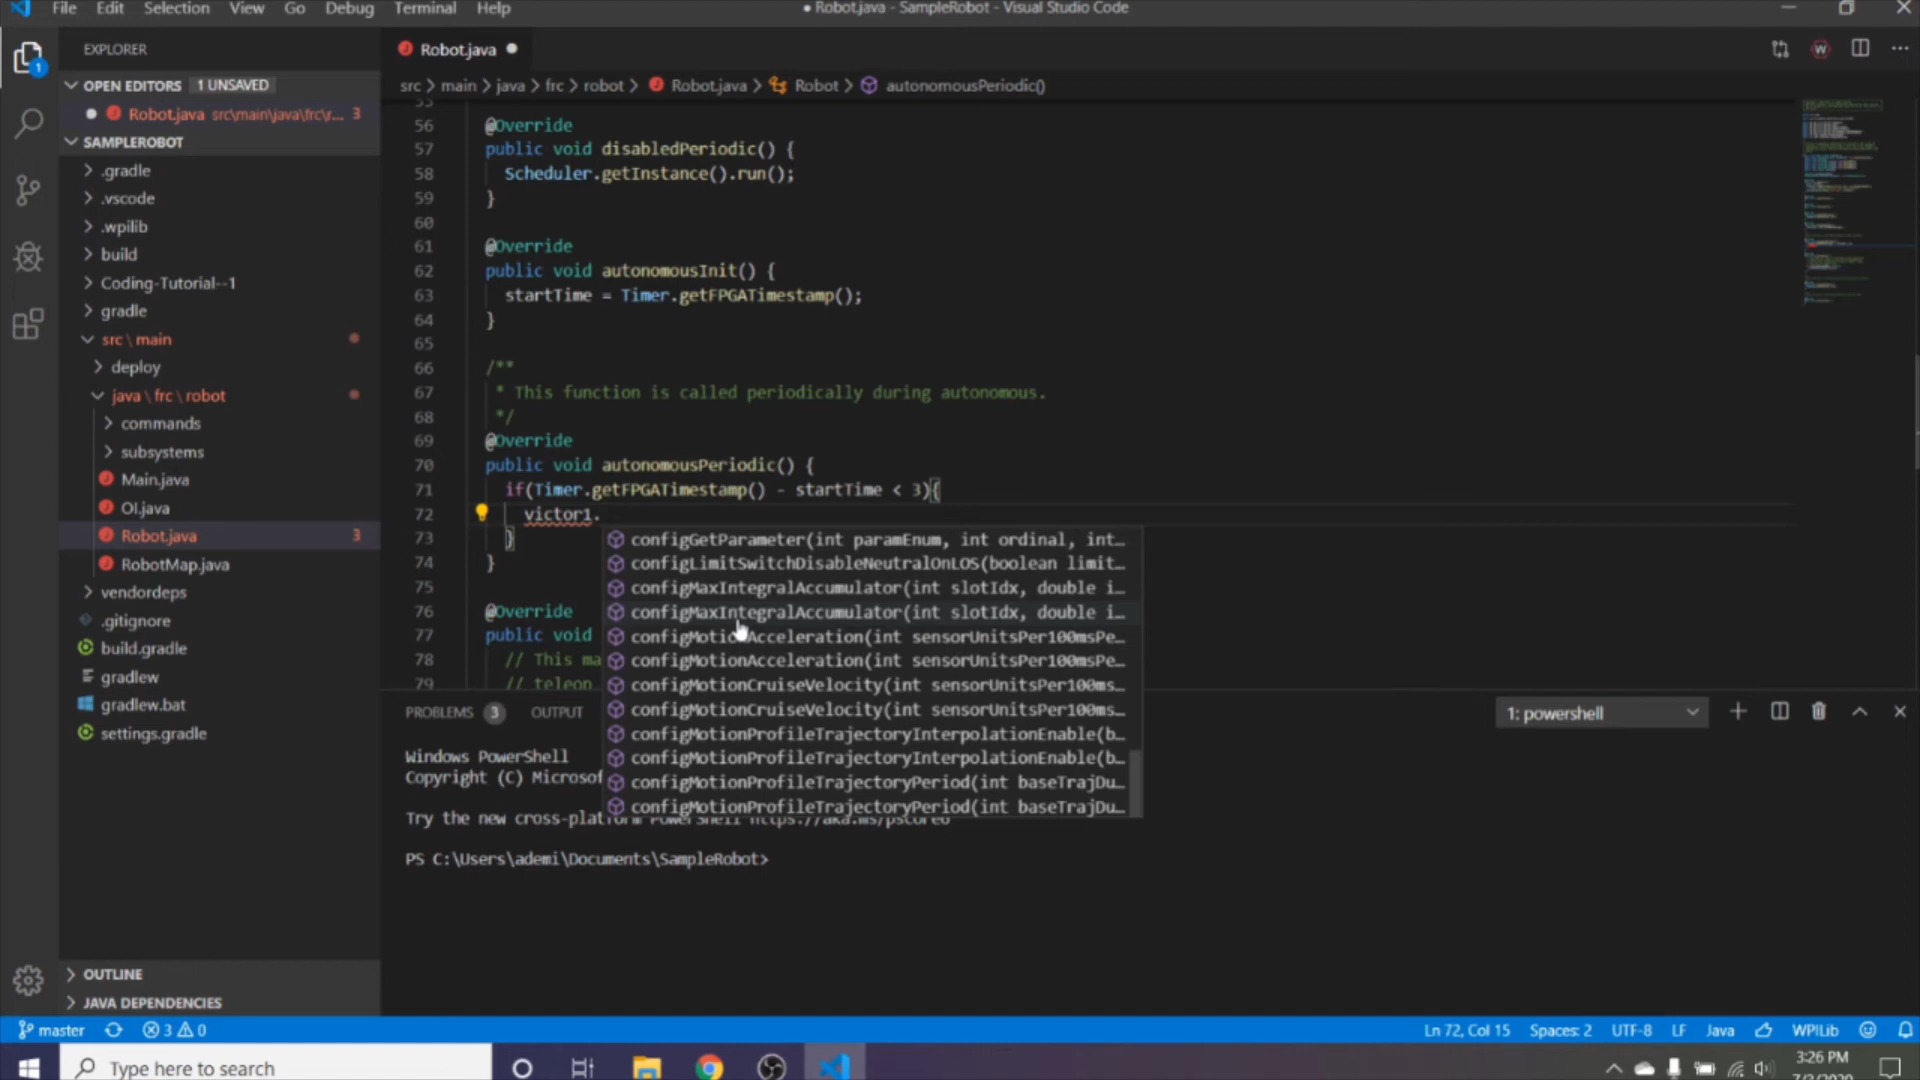 File Edit Selection View Go Debug Terminal Help
● Robot.java - SampleRobot - Visual Studio Code
EXPLORER
Robot.java
OPEN EDITORS 1 UNSAVED
src > main > java > frc > robot > Robot.java > Robot > autonomousPeriodic()
Robot.java src\main\java\frc\r... 3
SAMPLEROBOT
.gradle
.vscode
.wpilib
build
Coding-Tutorial--1
gradle
src \ main
deploy
java \ frc \ robot
commands
subsystems
Main.java
OI.java
Robot.java 3
RobotMap.java
vendordeps
.gitignore
build.gradle
gradlew
gradlew.bat
settings.gradle
OUTLINE
JAVA DEPENDENCIES
55
56 @Override
57 public void disabledPeriodic() {
58 Scheduler.getInstance().run();
59 }
60
61 @Override
62 public void autonomousInit() {
63 startTime = Timer.getFPGATimestamp();
64 }
65
66 /**
67 * This function is called periodically during autonomous.
68 */
69 @Override
70 public void autonomousPeriodic() {
71 if(Timer.getFPGATimestamp() - startTime < 3){
72 victor1.
73 }
74 }
75
76 @Override
77 public void
78 // This ma
79 // teleop
configGetParameter(int paramEnum, int ordinal, int...
configLimitSwitchDisableNeutralOnLOS(boolean limit...
configMaxIntegralAccumulator(int slotIdx, double i...
configMaxIntegralAccumulator(int slotIdx, double i...
configMotionAcceleration(int sensorUnitsPer100msPe...
configMotionAcceleration(int sensorUnitsPer100msPe...
configMotionCruiseVelocity(int sensorUnitsPer100ms...
configMotionCruiseVelocity(int sensorUnitsPer100ms...
configMotionProfileTrajectoryInterpolationEnable(b...
configMotionProfileTrajectoryInterpolationEnable(b...
configMotionProfileTrajectoryPeriod(int baseTrajDu...
configMotionProfileTrajectoryPeriod(int baseTrajDu...
PROBLEMS 3 OUTPUT
1: powershell
Windows PowerShell
Copyright (C) Microsof
Try the new cross-platform PowerShell https://aka.ms/pscore6
PS C:\Users\ademi\Documents\SampleRobot>
master 3 0
Ln 72, Col 15 Spaces: 2 UTF-8 LF Java WPILib
Type here to search
3:26 PM